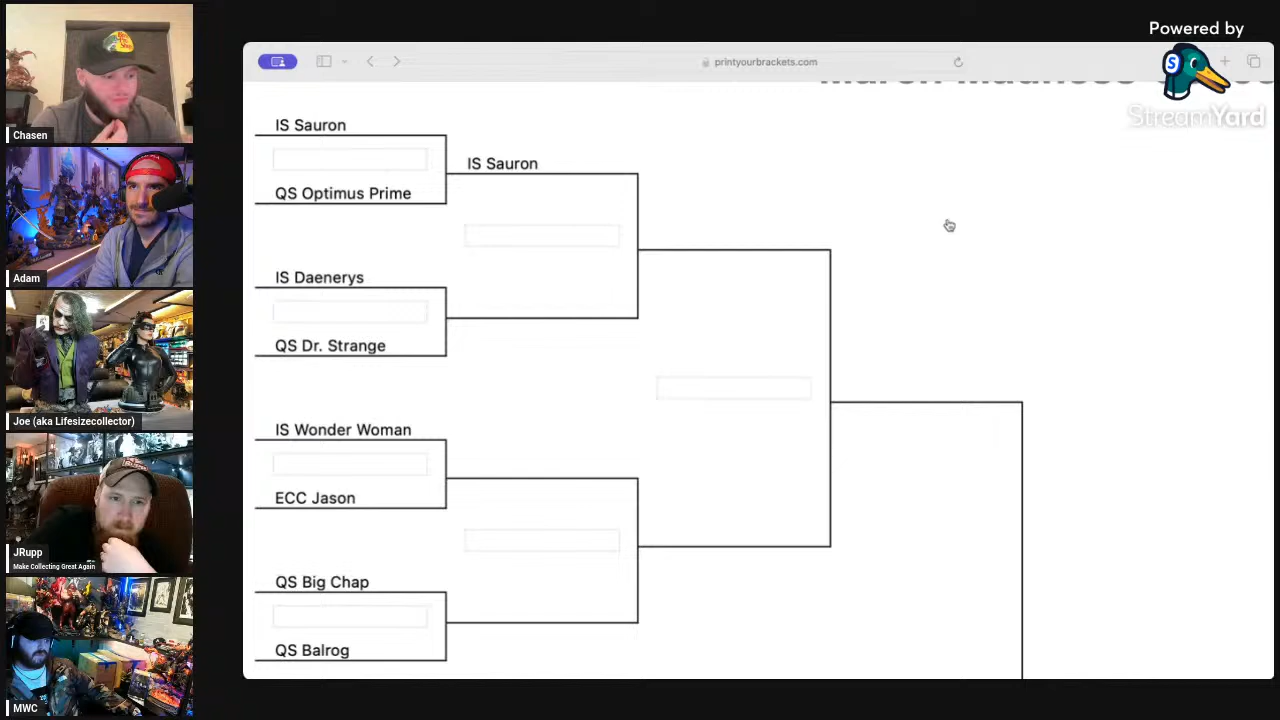 Powered by
StreamYard
printyourbrackets.com
IS Sauron
IS Sauron
QS Optimus Prime
IS Daenerys
QS Dr. Strange
IS Wonder Woman
ECC Jason
QS Big Chap
QS Balrog
Chasen
Adam
Joe (aka Lifesizecollector)
JRupp
Make Collecting Great Again
MWC